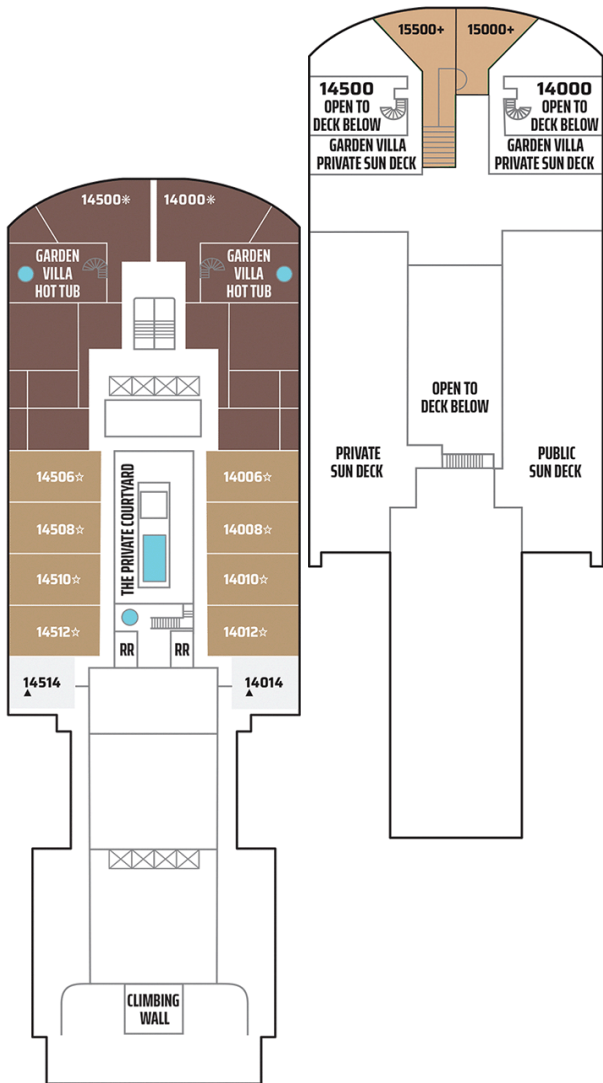 14500✳
14000✳
GARDEN
VILLA
HOT TUB
GARDEN
VILLA
HOT TUB
THE PRIVATE COURTYARD
14506☆
14006☆
14508☆
14008☆
14510☆
14010☆
14512☆
14012☆
RR
RR
14514
▲
14014
▲
CLIMBING
WALL
15500+
15000+
14500
OPEN TO
DECK BELOW
GARDEN VILLA
PRIVATE SUN DECK
14000
OPEN TO
DECK BELOW
GARDEN VILLA
PRIVATE SUN DECK
OPEN TO
DECK BELOW
PRIVATE
SUN DECK
PUBLIC
SUN DECK